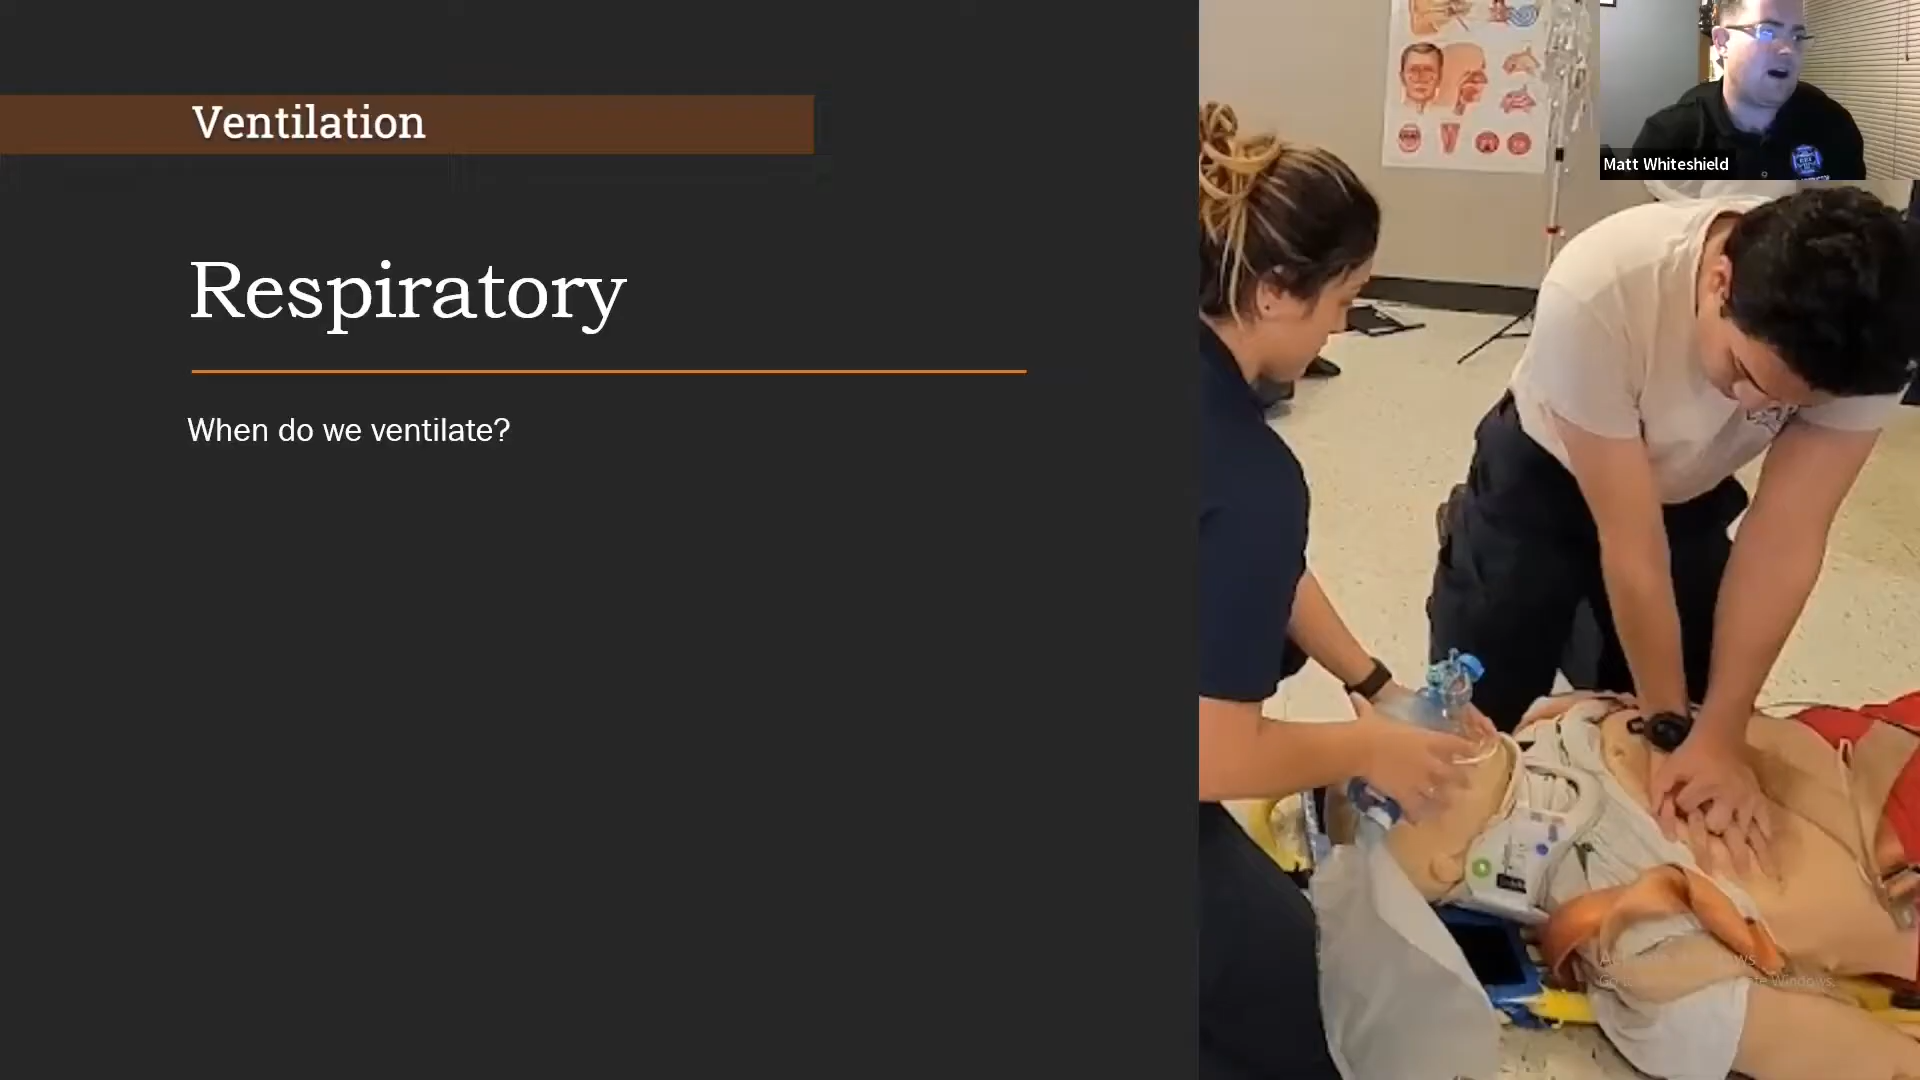 Ventilation
Respiratory
When do we ventilate?
Matt Whiteshield